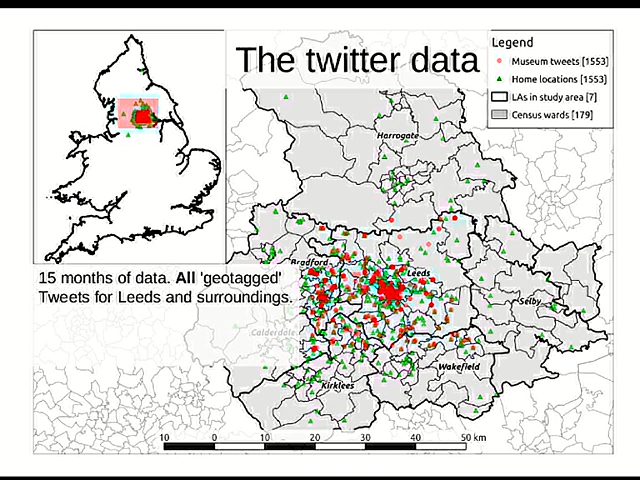 The twitter data
Legend
Museum tweets [1553]
Home locations [1553]
LAs in study area [7]
Census wards [179]
Harrogate
15 months of data. All 'geotagged'
Tweets for Leeds and surroundings.
Bradford
Leeds
Selby
Calderdale
Wakefield
Kirklees
10 0 10 20 30 40 50 km